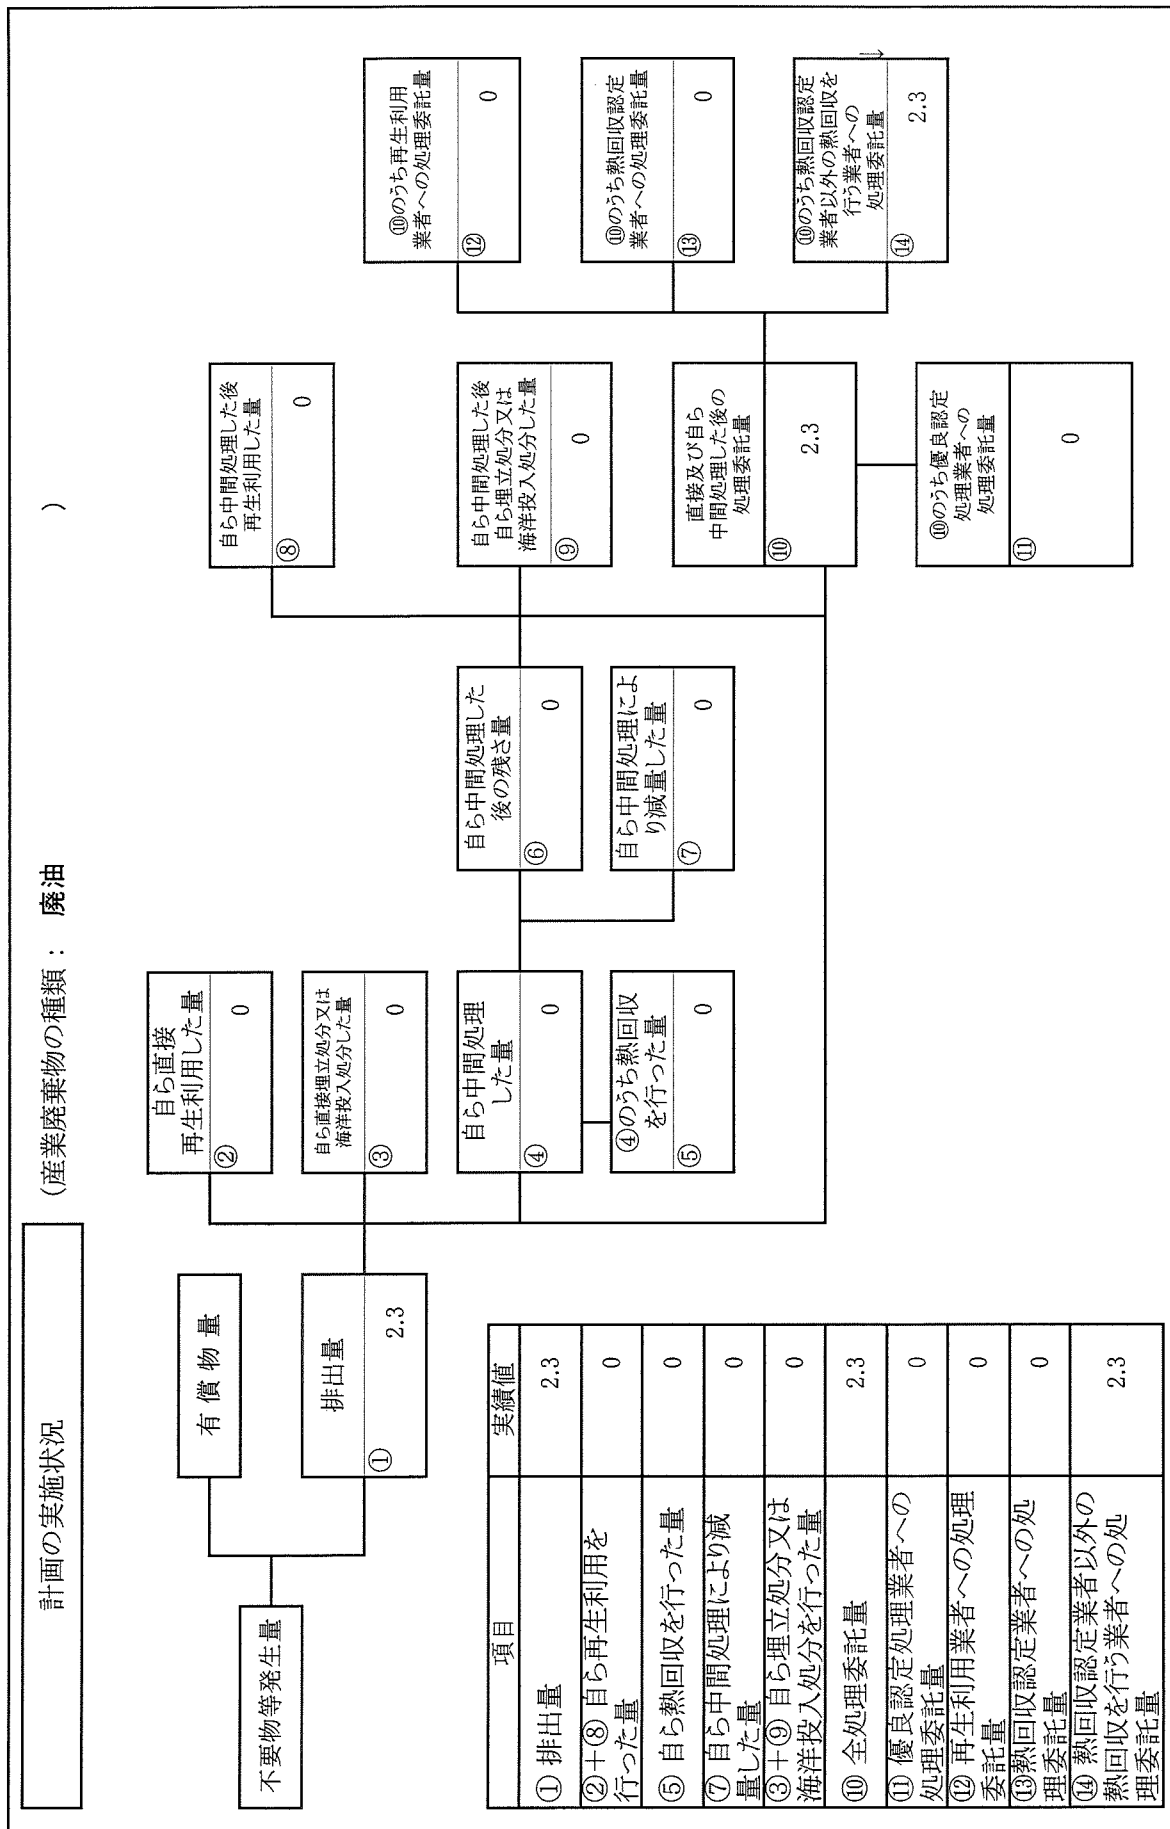 計画の実施状況
(産業廃棄物の種類： 廃油 )
不要物等発生量
有償物量
排出量
① 2.3
自ら直接
再生利用した量
② 0
自ら直接埋立処分又は
海洋投入処分した量
③ 0
自ら中間処理
した量
④ 0
④のうち熱回収
を行った量
⑤ 0
自ら中間処理した
後の残さ量
⑥ 0
自ら中間処理によ
り減量した量
⑦ 0
自ら中間処理した後
再生利用した量
⑧ 0
自ら中間処理した後
自ら埋立処分又は
海洋投入処分した量
⑨ 0
直接及び自ら
中間処理した後の
処理委託量
⑩ 2.3
⑩のうち優良認定
処理業者への
処理委託量
⑪ 0
⑩のうち再生利用
業者への処理委託量
⑫ 0
⑩のうち熱回収認定
業者への処理委託量
⑬ 0
⑩のうち熱回収認定
業者以外の熱回収を
行う業者への
処理委託量
⑭ 2.3
項目 実績値
① 排出量 2.3
②＋⑧ 自ら再生利用を
行った量 0
⑤ 自ら熱回収を行った量 0
⑦ 自ら中間処理により減
量した量 0
③＋⑨ 自ら埋立処分又は
海洋投入処分を行った量 0
⑩ 全処理委託量 2.3
⑪ 優良認定処理業者への
処理委託量 0
⑫ 再生利用業者への処理
委託量 0
⑬熱回収認定業者への処
理委託量 0
⑭ 熱回収認定業者以外の
熱回収を行う業者への処
理委託量 2.3